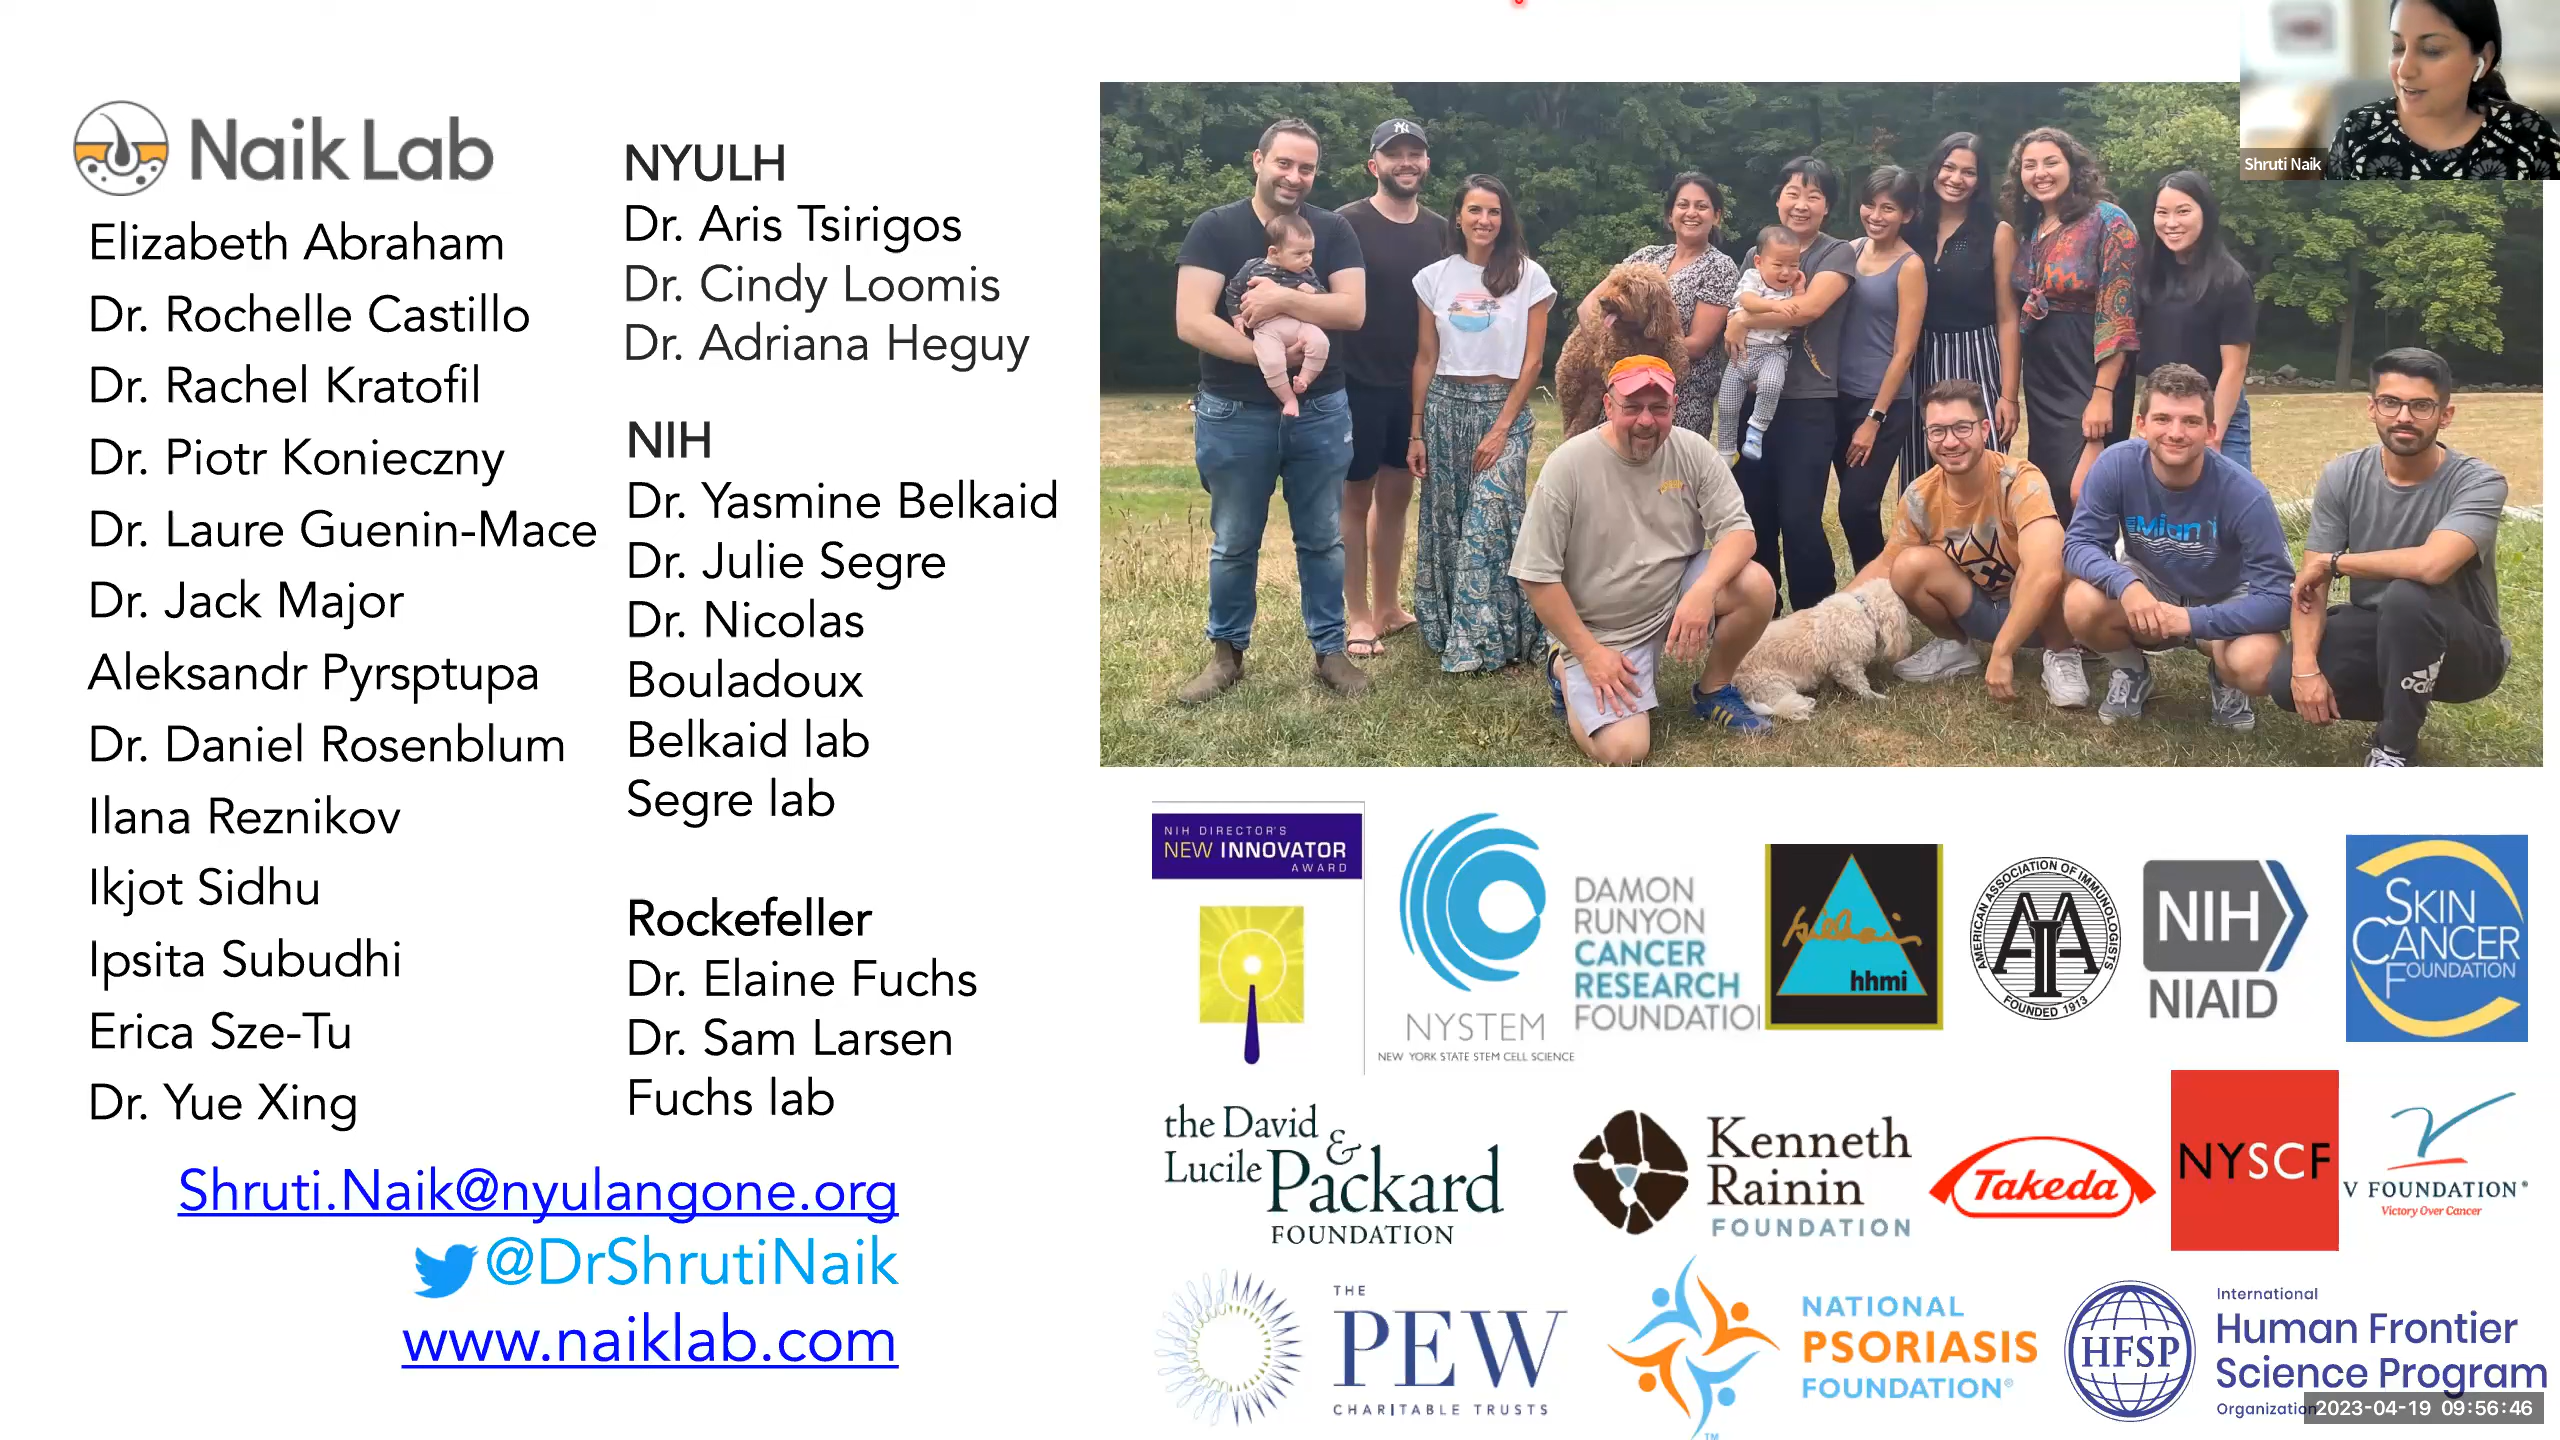 Naik Lab
Elizabeth Abraham
Dr. Rochelle Castillo
Dr. Rachel Kratofil
Dr. Piotr Konieczny
Dr. Laure Guenin-Mace
Dr. Jack Major
Aleksandr Pyrsptupa
Dr. Daniel Rosenblum
Ilana Reznikov
Ikjot Sidhu
Ipsita Subudhi
Erica Sze-Tu
Dr. Yue Xing
NYULH
Dr. Aris Tsirigos
Dr. Cindy Loomis
Dr. Adriana Heguy
NIH
Dr. Yasmine Belkaid
Dr. Julie Segre
Dr. Nicolas
Bouladoux
Belkaid lab
Segre lab
Rockefeller
Dr. Elaine Fuchs
Dr. Sam Larsen
Fuchs lab
Shruti.Naik@nyulangone.org
@DrShrutiNaik
www.naiklab.com
Shruti Naik
NIH DIRECTOR'S
NEW INNOVATOR
AWARD
NYSTEM
NEW YORK STATE STEM CELL SCIENCE
DAMON
RUNYON
CANCER
RESEARCH
FOUNDATIO
hhmi
AMERICAN ASSOCIATION OF IMMUNOLOGISTS
AAI
FOUNDED 1913
NIH
NIAID
SKIN
CANCER
FOUNDATION
the David
& Lucile Packard
FOUNDATION
Kenneth
Rainin
FOUNDATION
Takeda
NYSCF
V FOUNDATION®
Victory Over Cancer
THE
PEW
CHARITABLE TRUSTS
NATIONAL
PSORIASIS
FOUNDATION®
TM
HFSP
International
Human Frontier
Science Program
Organization
2023-04-19 09:56:46